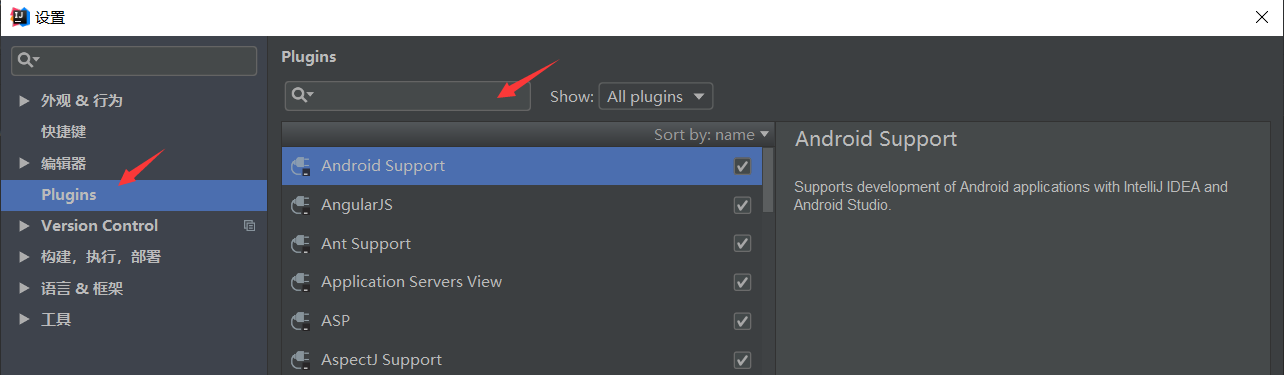 设置
Plugins
Show: All plugins
外观 & 行为
快捷键
编辑器
Plugins
Version Control
构建，执行，部署
语言 & 框架
工具
Sort by: name
Android Support
AngularJS
Ant Support
Application Servers View
ASP
AspectJ Support
Android Support
Supports development of Android applications with IntelliJ IDEA and
Android Studio.